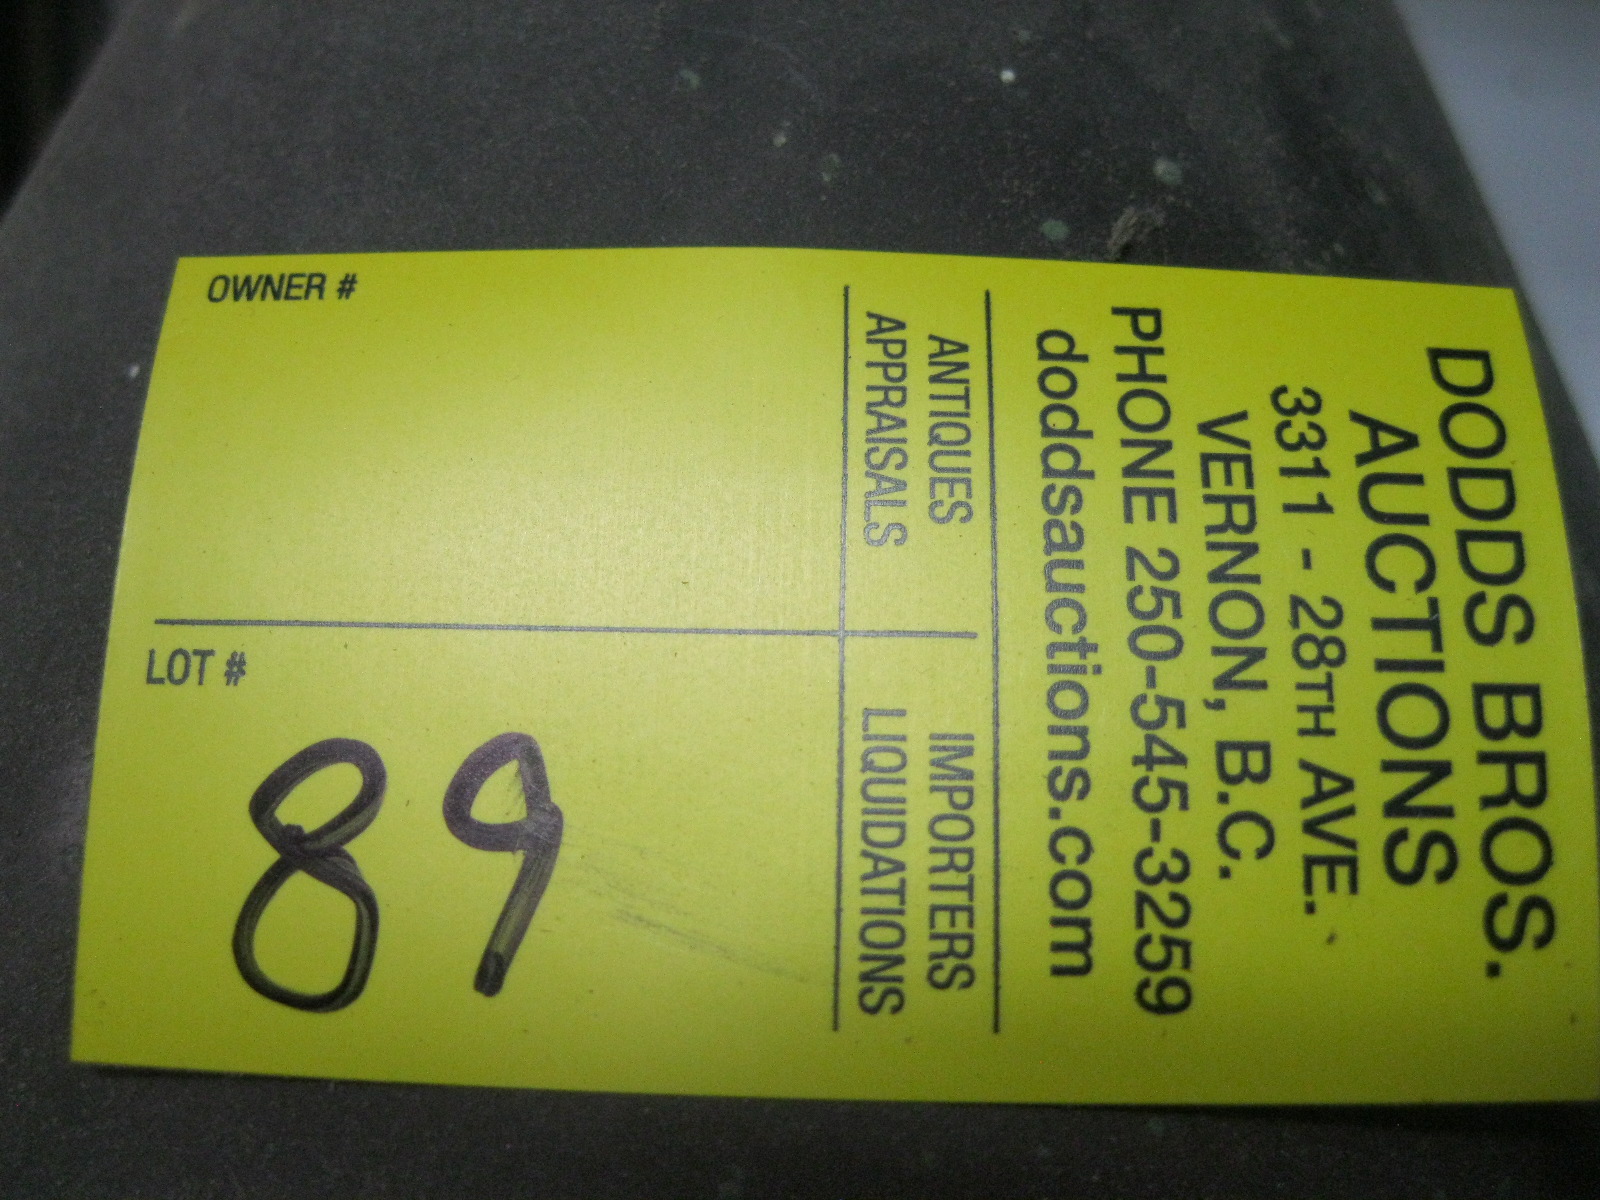 DODDS BROS.
AUCTIONS
3311 - 28TH AVE.
VERNON, B.C.
PHONE 250-545-3259
doddsauctions.com
ANTIQUES
APPRAISALS
IMPORTERS
LIQUIDATIONS
OWNER #
LOT #
89